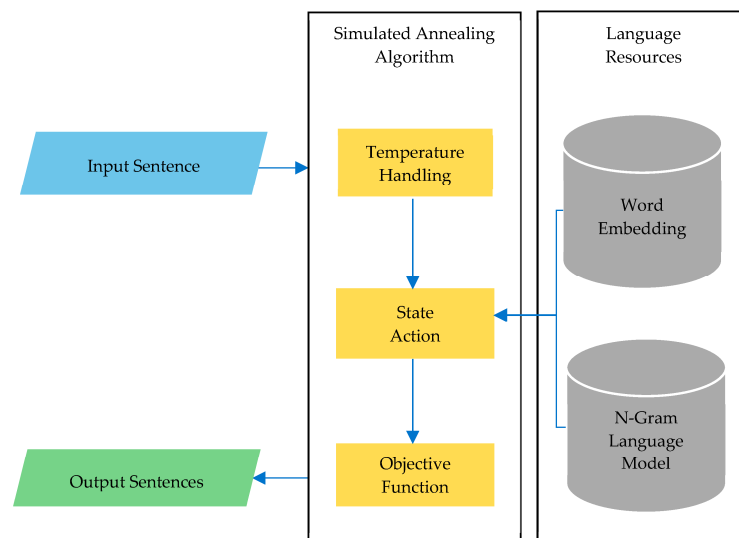 Simulated Annealing
Algorithm
Language
Resources
Input Sentence
Temperature
Handling
Word
Embedding
State
Action
N-Gram
Language
Model
Objective
Function
Output Sentences